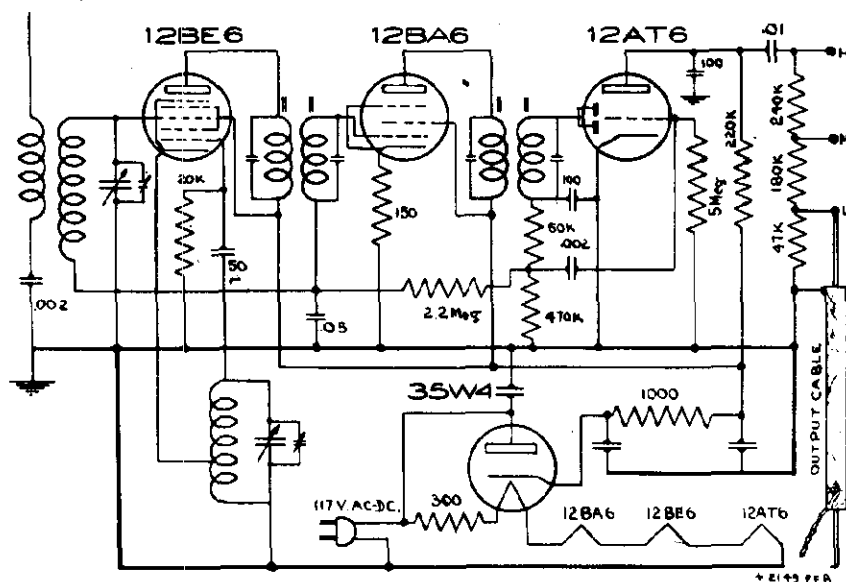 12BE6
12BA6
12AT6
.01
H
100
240K
M
220K
180K
20K
100
150
5Meg
L
60K
47K
50
.002
.002
2.2Meg
.05
470K
35W4
1000
OUTPUT CABLE
117V. AC-DC.
300
12BA6
12BE6
12AT6